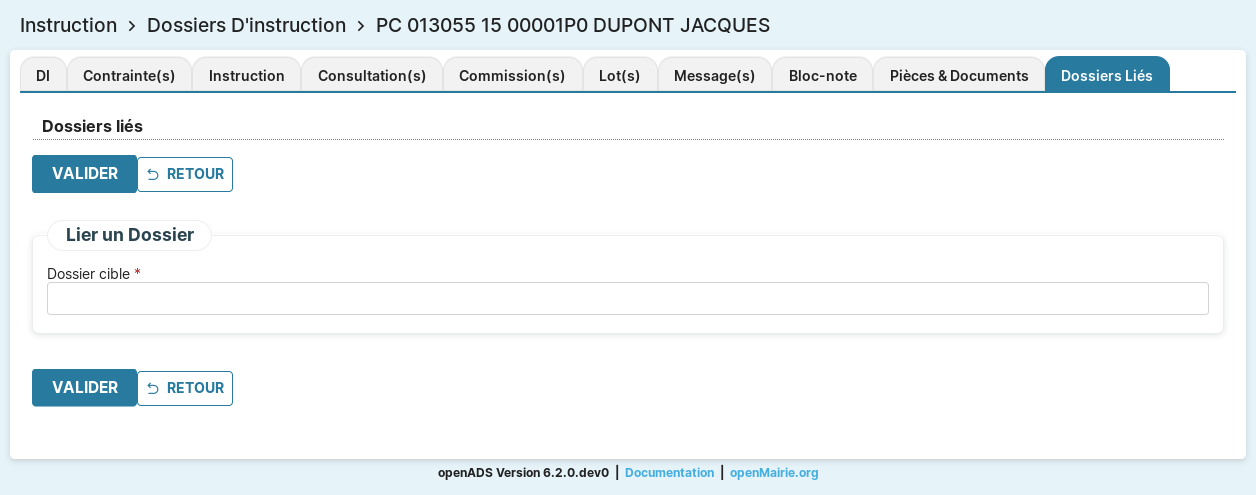 Instruction > Dossiers D'instruction > PC 013055 15 00001P0 DUPONT JACQUES
DI Contrainte(s) Instruction Consultation(s) Commission(s) Lot(s) Message(s) Bloc-note Pièces & Documents Dossiers Liés
Dossiers liés
VALIDER RETOUR
Lier un Dossier
Dossier cible *
VALIDER RETOUR
openADS Version 6.2.0.dev0 | Documentation | openMairie.org